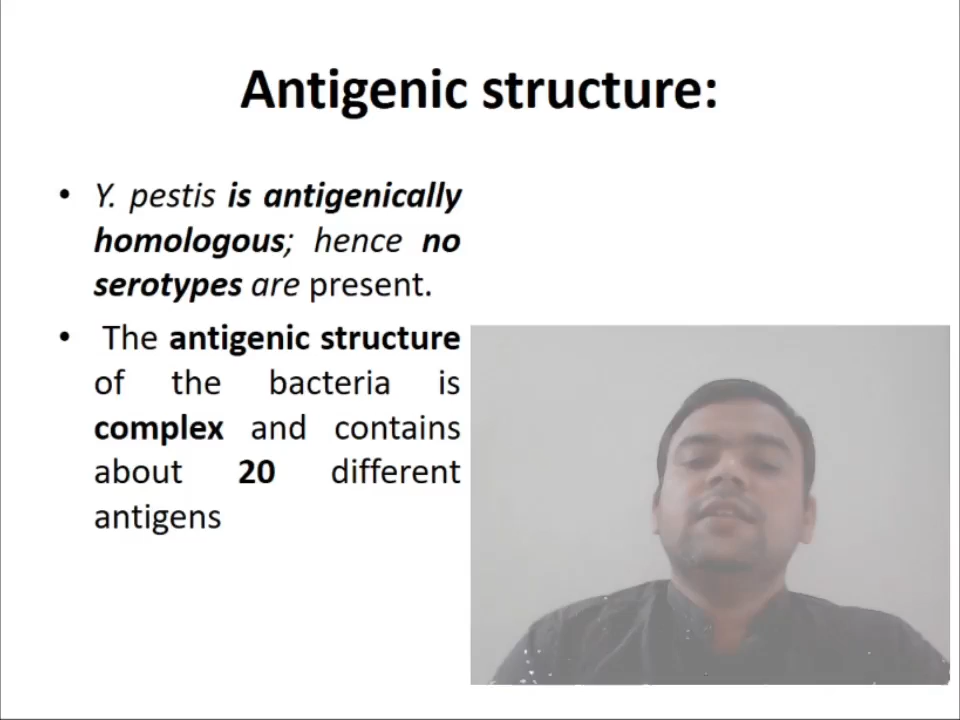 Antigenic structure:
• Y. pestis is antigenically
homologous; hence no
serotypes are present.
• The antigenic structure
of the bacteria is
complex and contains
about 20 different
antigens